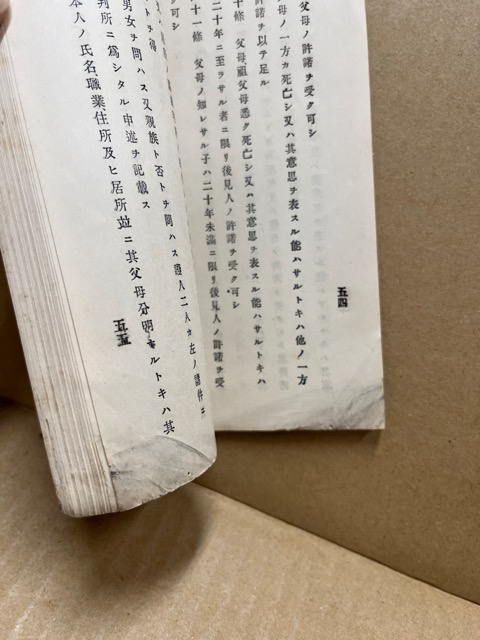 父母ノ許諾ヲ受ク可シ
母ノ一方カ死亡シ又ハ其意思ヲ表スル能ハサルトキハ他ノ一方
許諾ヲ以テ足ル
十條 父母祖父母悉ク死亡シ又ハ其意思ヲ表スル能ハサルトキハ
二十年ニ至ラサル者ニ限リ後見人ノ許諾ヲ受ク可シ
十一條 父母ノ知レサル子ハ二十年未滿ニ限リ後見人ノ許諾ヲ受
五四
可シ
トキヲ得
男女ヲ問ハス又親族ト否トヲ問ハス證人二人カ左ノ諸件ニ
判所ニ爲シタル申述ヲ記載ス
本人ノ氏名職業住所及ヒ居所並ニ其父母分明ナルトキハ其
五五